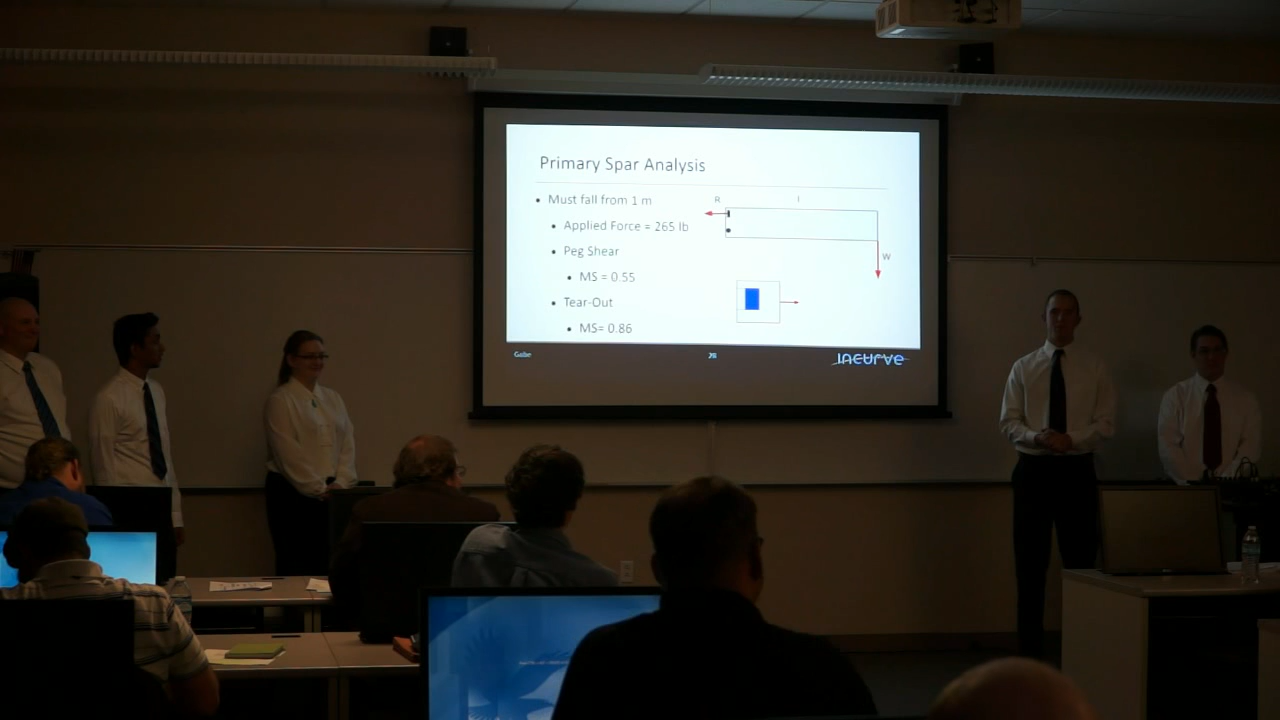 Primary Spar Analysis
• Must fall from 1 m
• Applied Force = 265 lb
• Peg Shear
• MS = 0.55
• Tear-Out
• MS= 0.86
R
l
W
Gabe
28
incurve